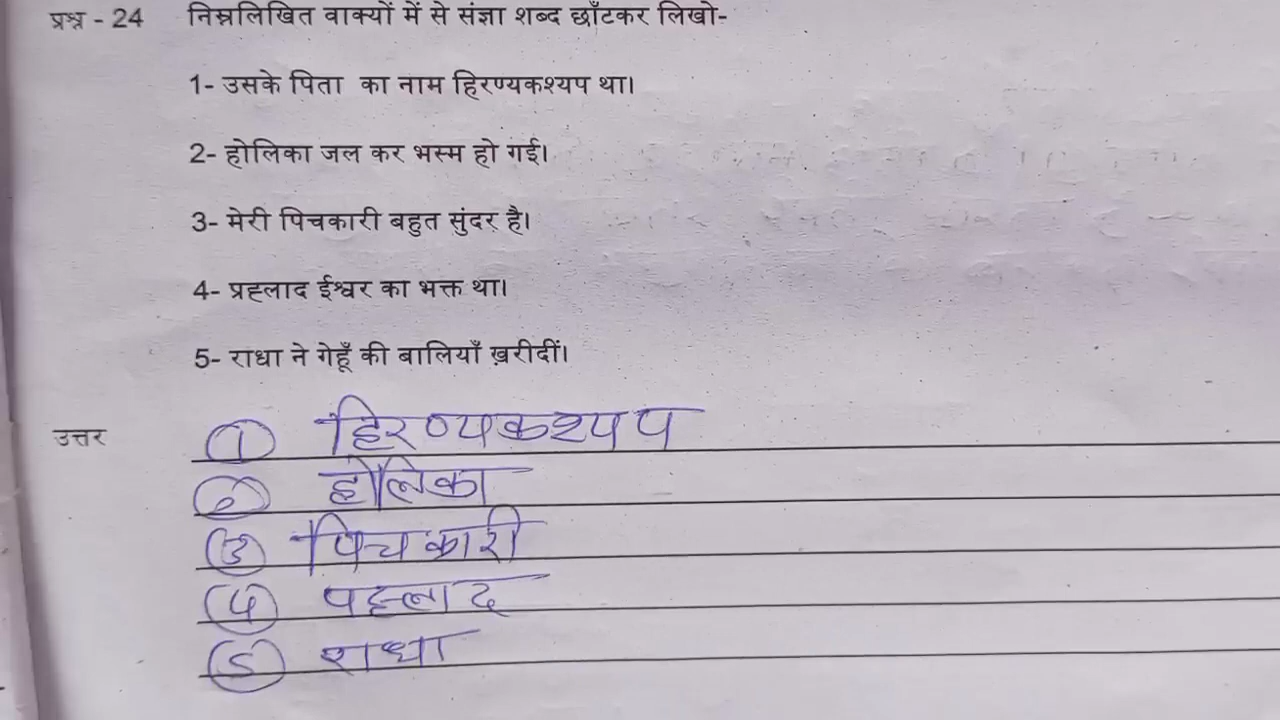 प्रश्न - 24 निम्नलिखित वाक्यों में से संज्ञा शब्द छाँटकर लिखो-
1- उसके पिता का नाम हिरण्यकश्यप था।
2- होलिका जल कर भस्म हो गई।
3- मेरी पिचकारी बहुत सुंदर है।
4- प्रह्लाद ईश्वर का भक्त था।
5- राधा ने गेहूँ की बालियाँ ख़रीदीं।
उत्तर ① हिरण्यकश्यप
② होलिका
③ पिचकारी
④ पह्लाद
⑤ राधा